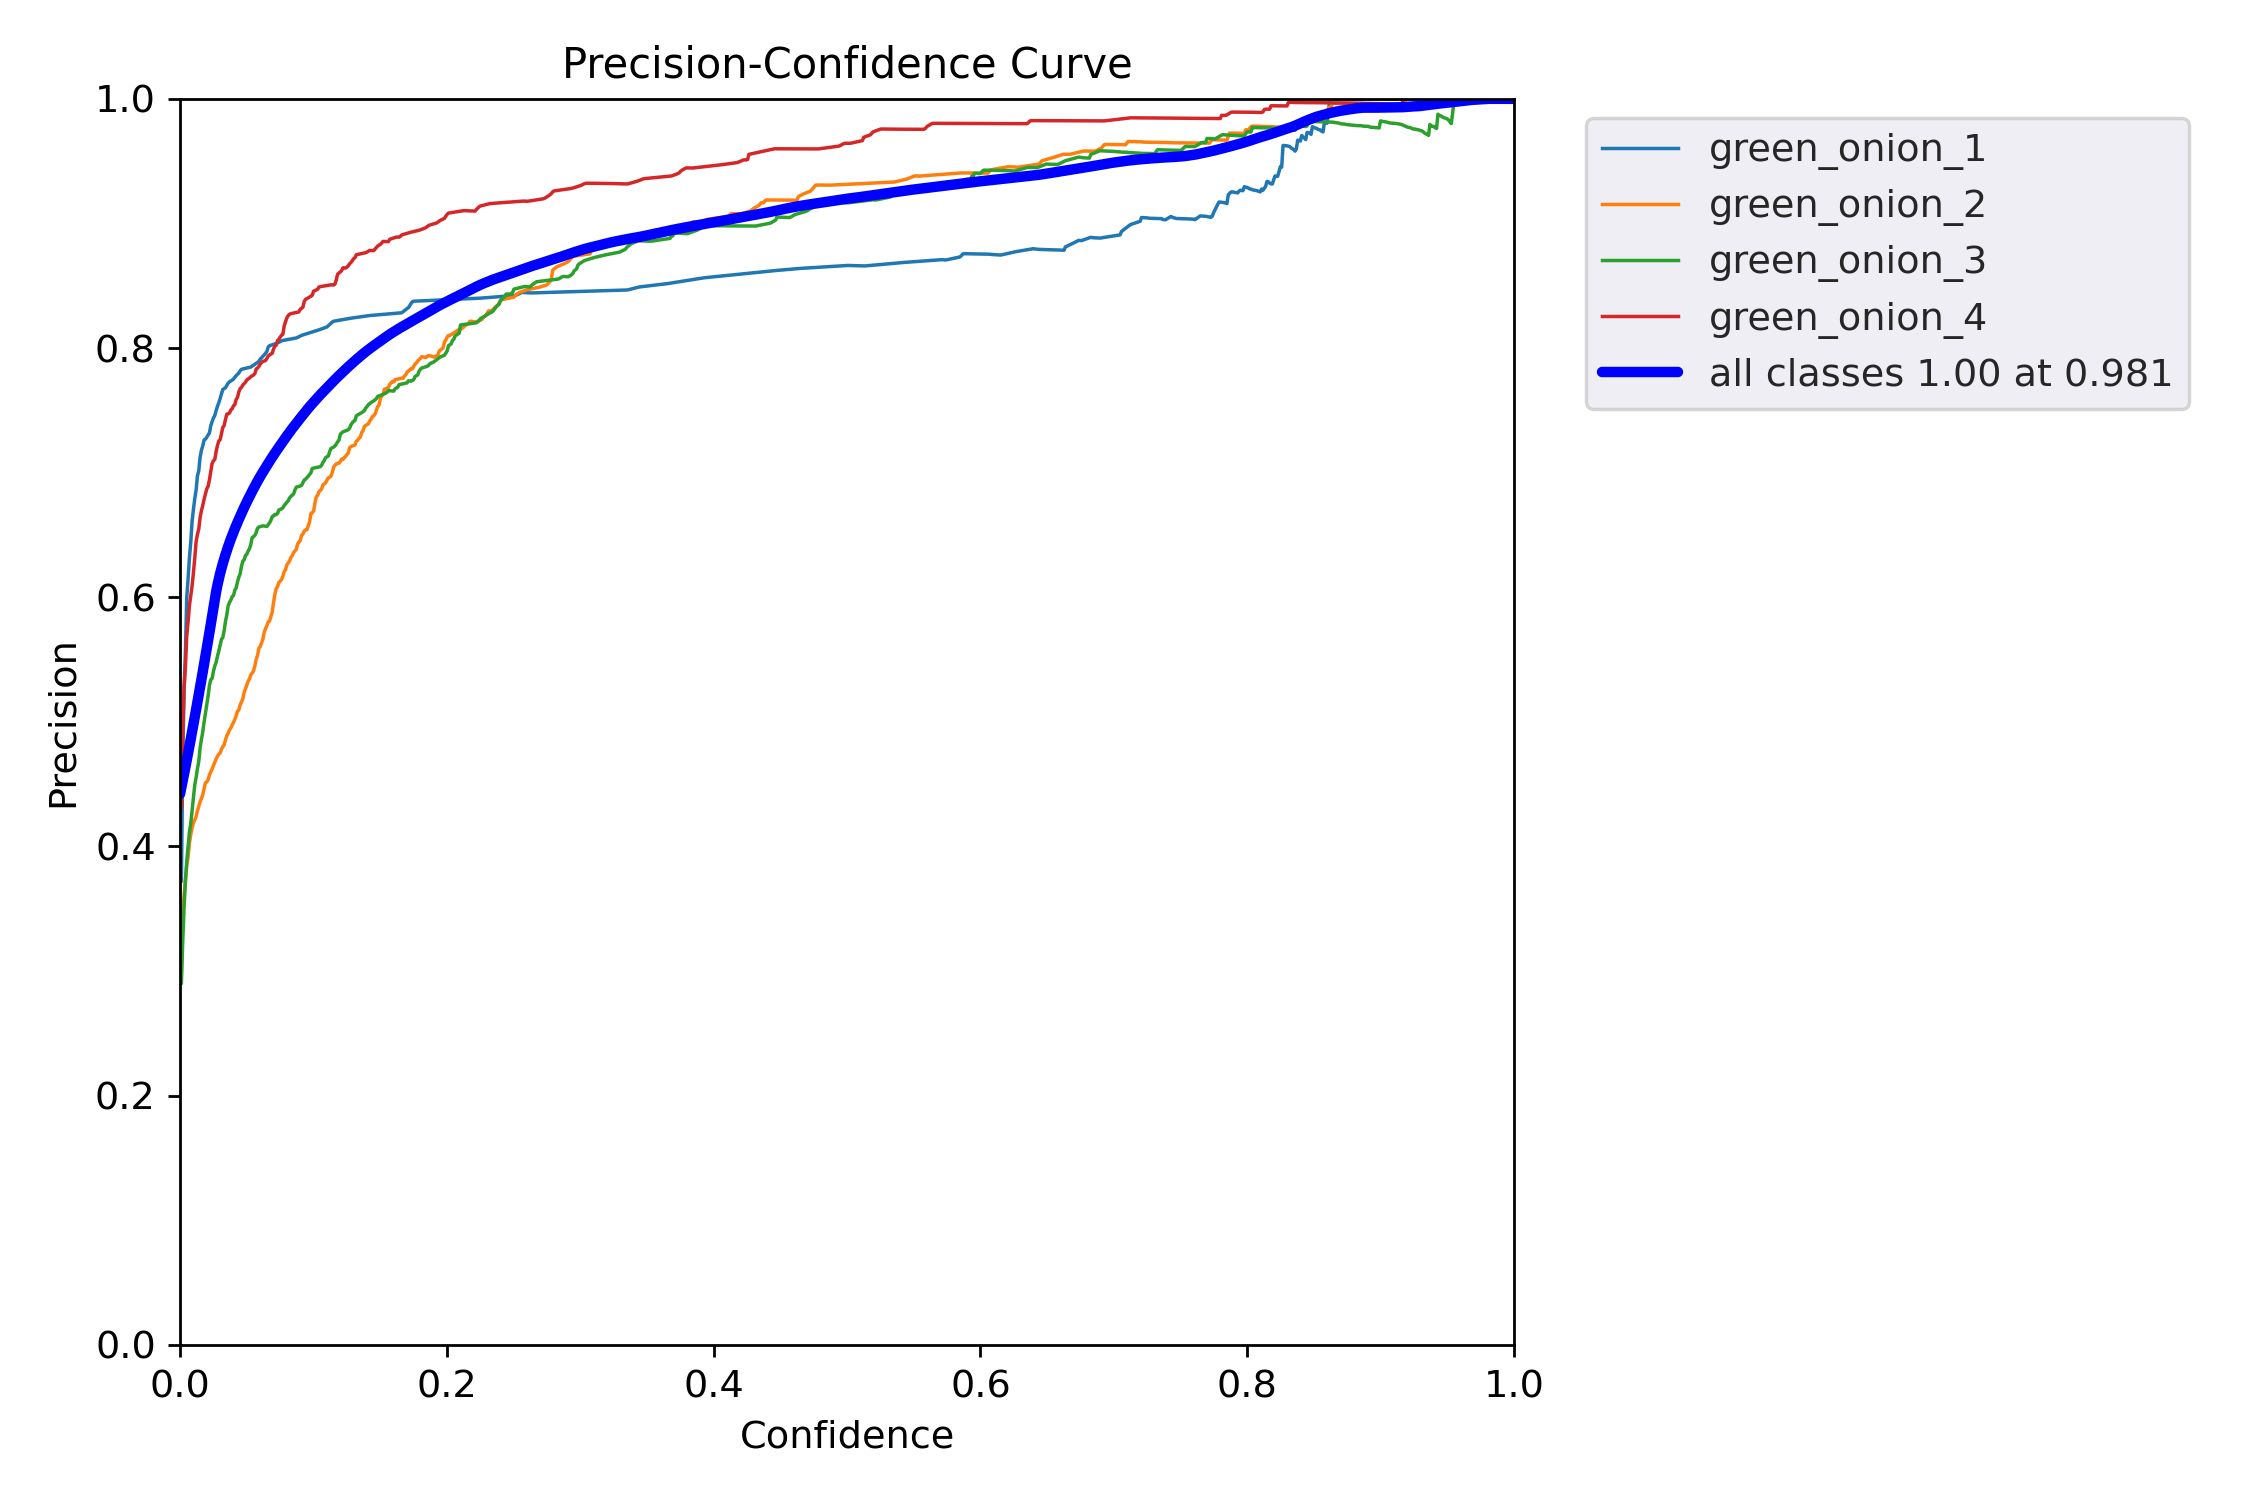 Precision-Confidence Curve
1.0
0.8
0.6
0.4
0.2
0.0
Precision
0.0 0.2 0.4 0.6 0.8 1.0
Confidence
green_onion_1
green_onion_2
green_onion_3
green_onion_4
all classes 1.00 at 0.981